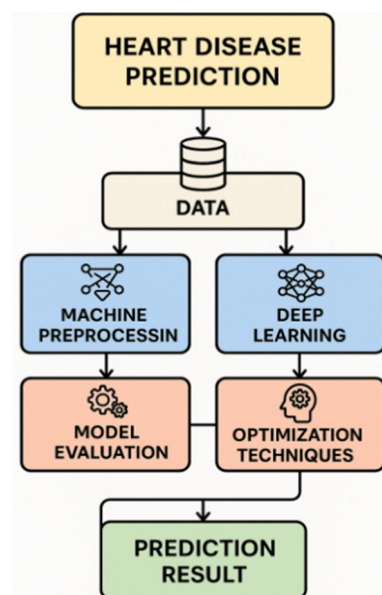 HEART DISEASE
PREDICTION
DATA
MACHINE
PREPROCESSIN
DEEP
LEARNING
MODEL
EVALUATION
OPTIMIZATION
TECHNIQUES
PREDICTION
RESULT